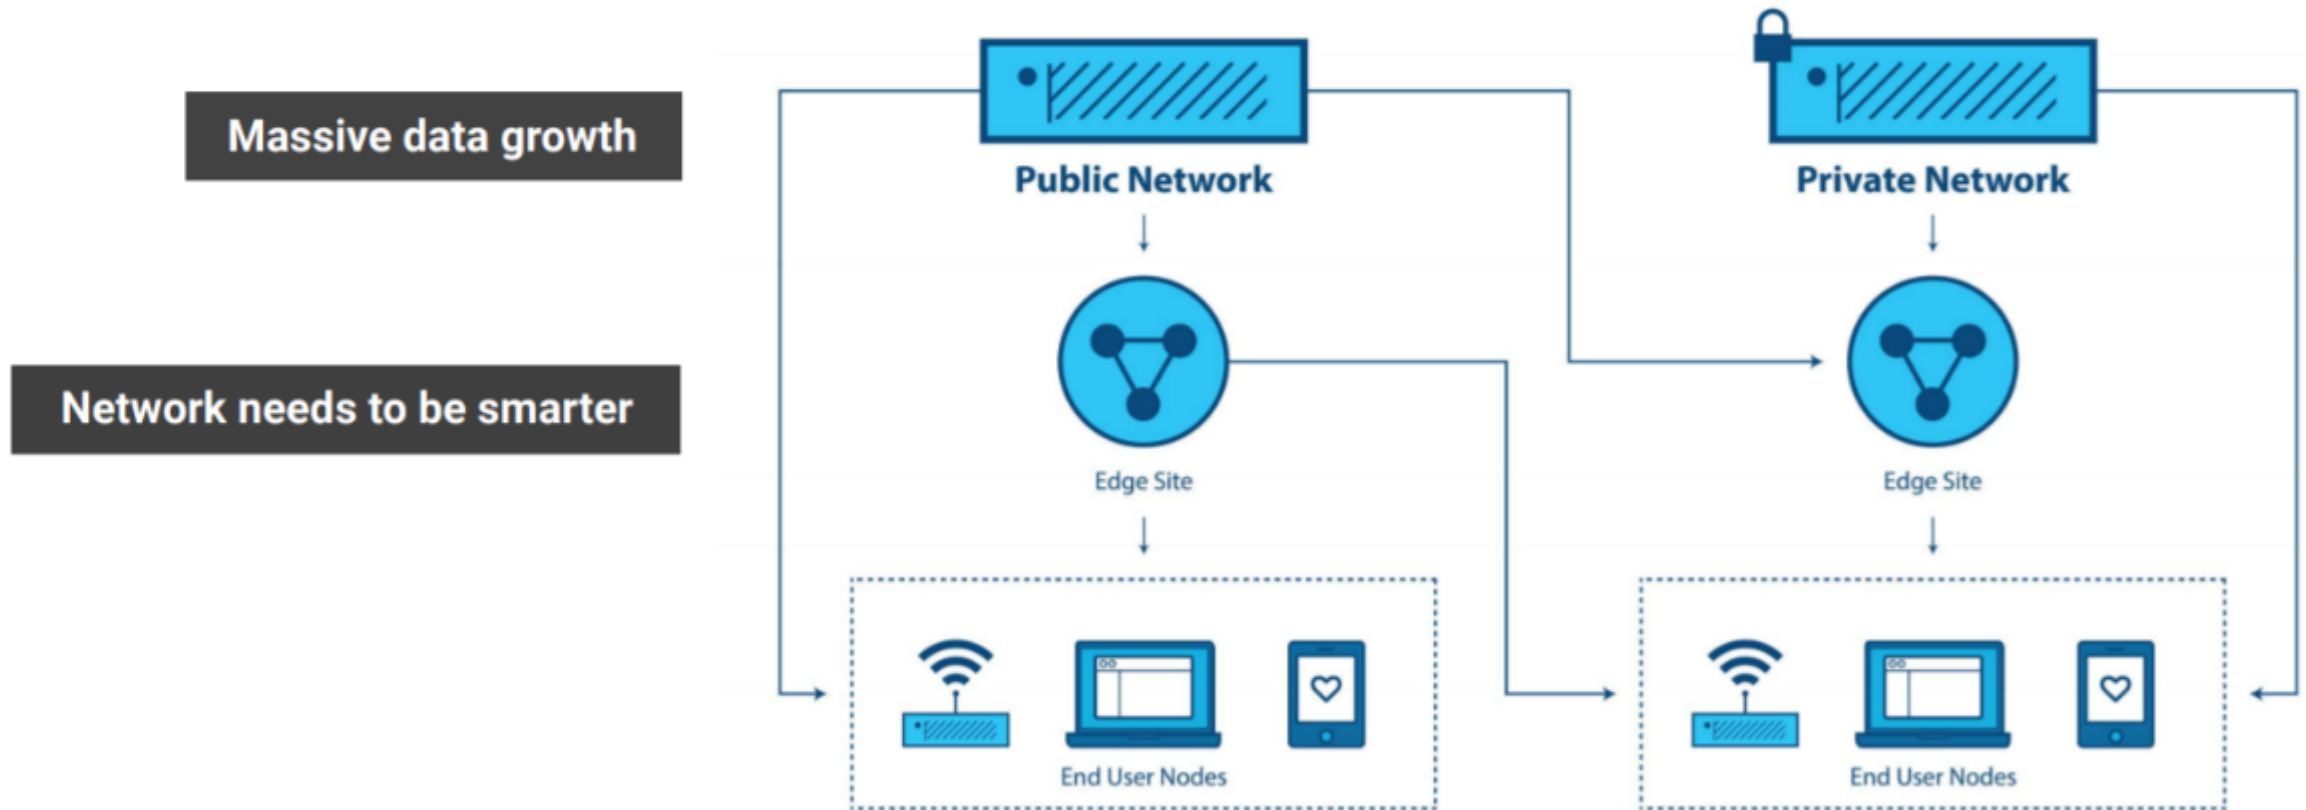 Massive data growth
Network needs to be smarter
Public Network
Private Network
Edge Site
Edge Site
End User Nodes
End User Nodes